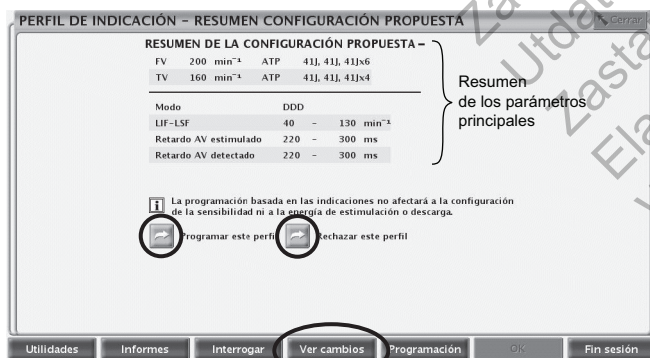 PERFIL DE INDICACIÓN – RESUMEN CONFIGURACIÓN PROPUESTA
Cerrar
RESUMEN DE LA CONFIGURACIÓN PROPUESTA –
FV 200 min⁻¹ ATP 41J, 41J, 41Jx6
TV 160 min⁻¹ ATP 41J, 41J, 41Jx4
Modo DDD
LIF-LSF 40 – 130 min⁻¹
Retardo AV estimulado 220 – 300 ms
Retardo AV detectado 220 – 300 ms
Resumen
de los parámetros
principales
i La programación basada en las indicaciones no afectará a la configuración
de la sensibilidad ni a la energía de estimulación o descarga.
Programar este perfil Rechazar este perfil
Utilidades Informes Interrogar Ver cambios Programación OK Fin sesión